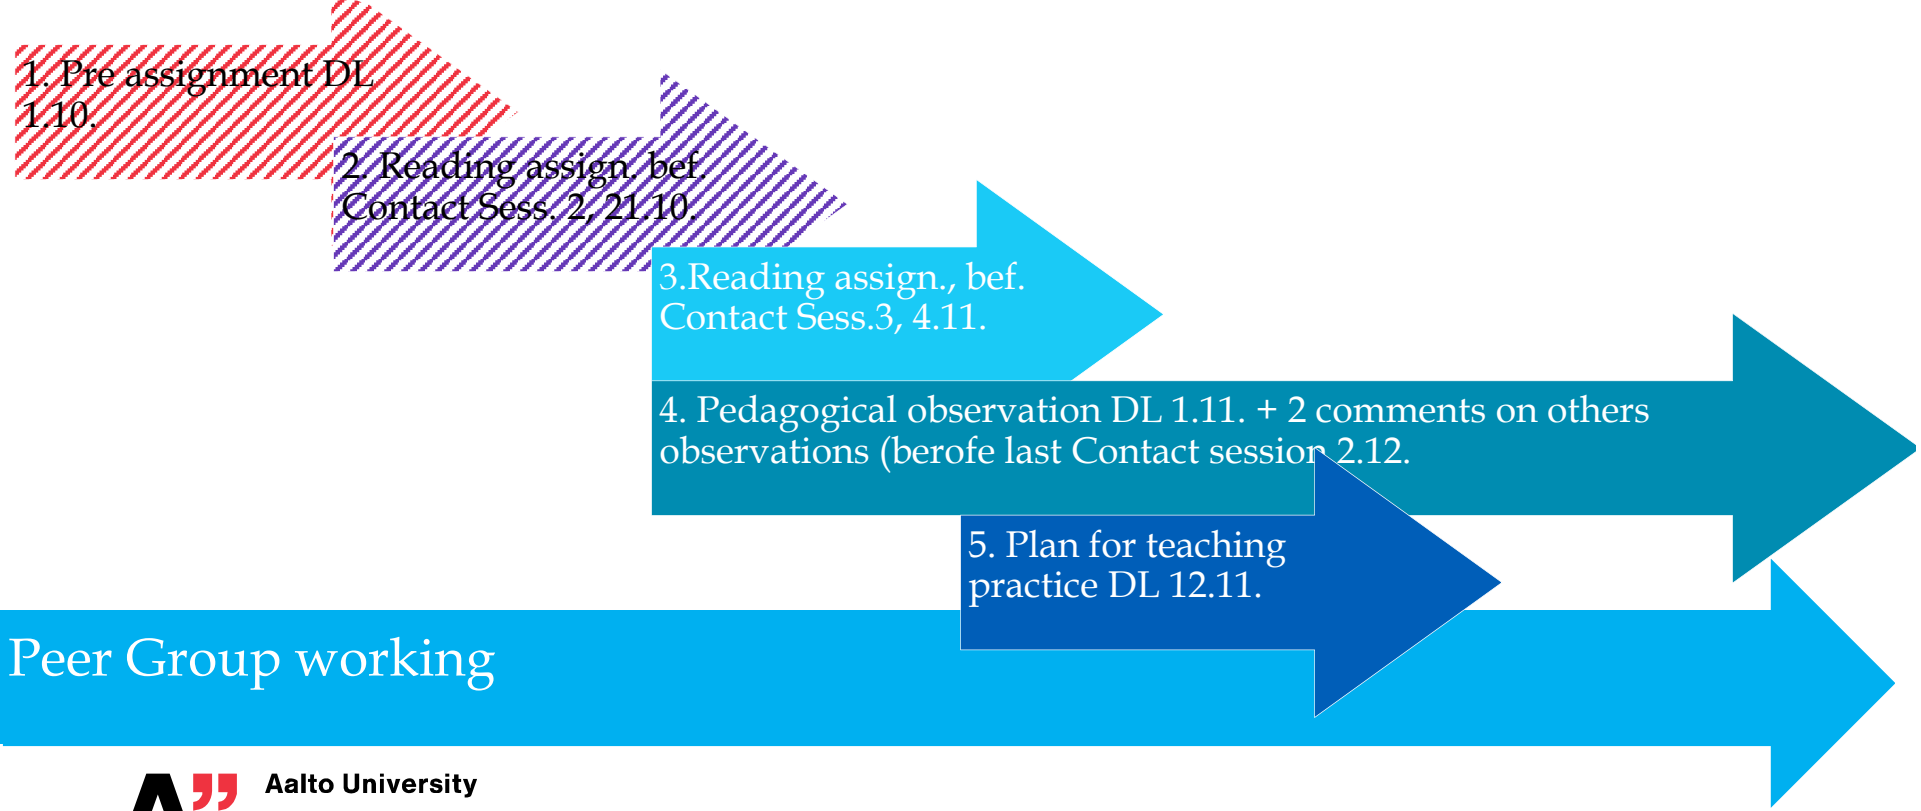 1. Pre assignment DL
1.10.
2. Reading assign. bef.
Contact Sess. 2, 21.10.
3.Reading assign., bef.
Contact Sess.3, 4.11.
4. Pedagogical observation DL 1.11. + 2 comments on others
observations (berofe last Contact session 2.12.
5. Plan for teaching
practice DL 12.11.
Peer Group working
A”
Aalto University